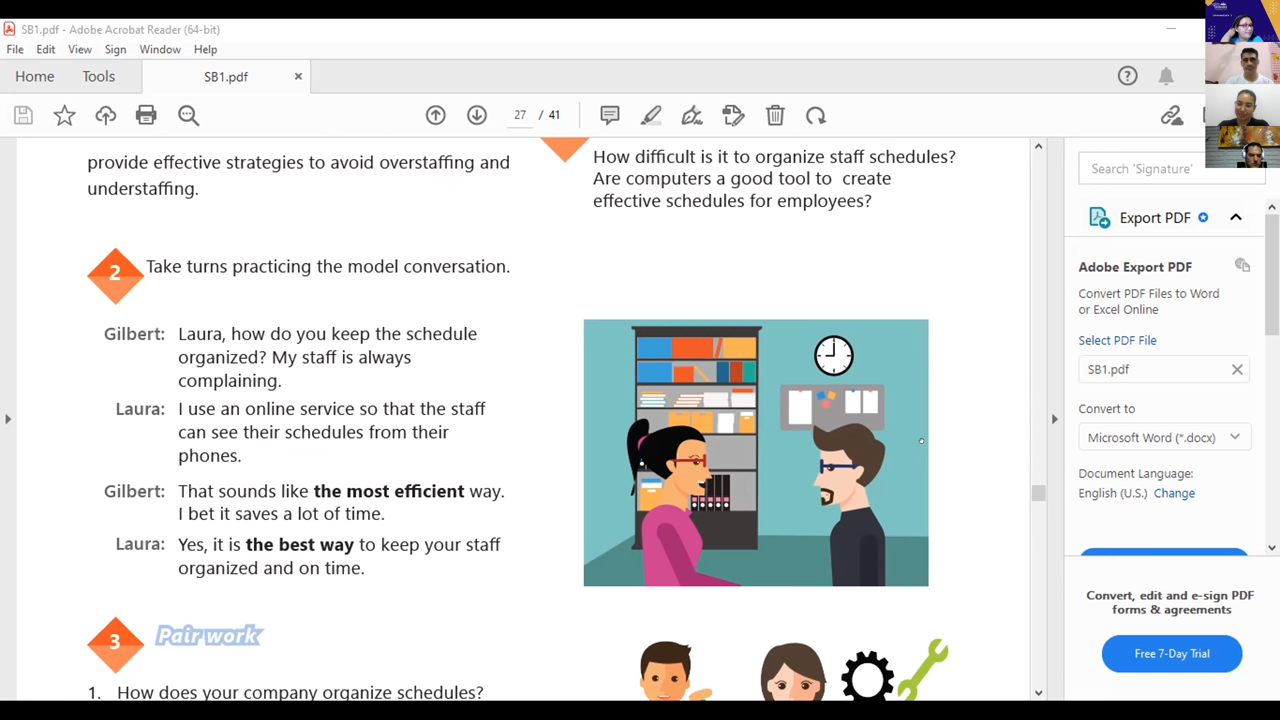 SB1.pdf - Adobe Acrobat Reader (64-bit)
File Edit View Sign Window Help
Home Tools SB1.pdf
27 / 41
provide effective strategies to avoid overstaffing and
understaffing.
How difficult is it to organize staff schedules?
Are computers a good tool to create
effective schedules for employees?
2 Take turns practicing the model conversation.
Gilbert: Laura, how do you keep the schedule
organized? My staff is always
complaining.
Laura: I use an online service so that the staff
can see their schedules from their
phones.
Gilbert: That sounds like the most efficient way.
I bet it saves a lot of time.
Laura: Yes, it is the best way to keep your staff
organized and on time.
3 Pair work
1. How does your company organize schedules?
Search 'Signature'
Export PDF
Adobe Export PDF
Convert PDF Files to Word
or Excel Online
Select PDF File
SB1.pdf
Convert to
Microsoft Word (*.docx)
Document Language:
English (U.S.) Change
Convert, edit and e-sign PDF
forms & agreements
Free 7-Day Trial